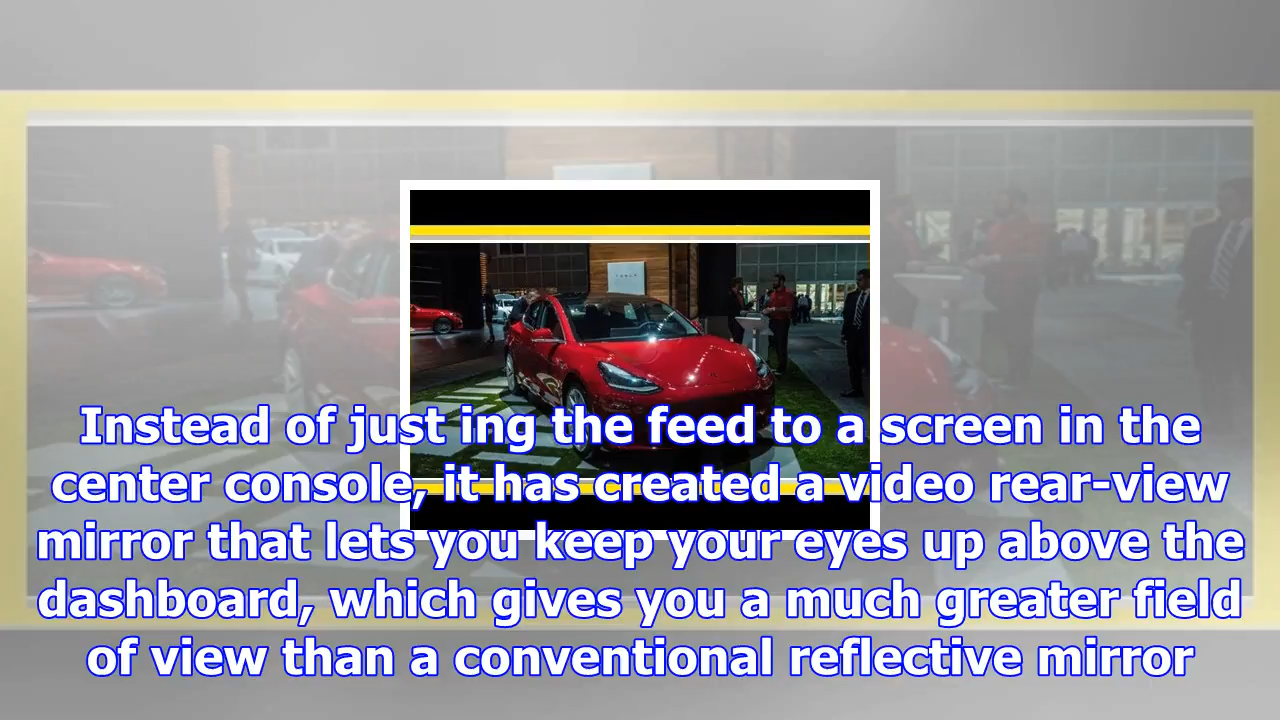 TESLA
Instead of just ing the feed to a screen in the
center console, it has created a video rear-view
mirror that lets you keep your eyes up above the
dashboard, which gives you a much greater field
of view than a conventional reflective mirror